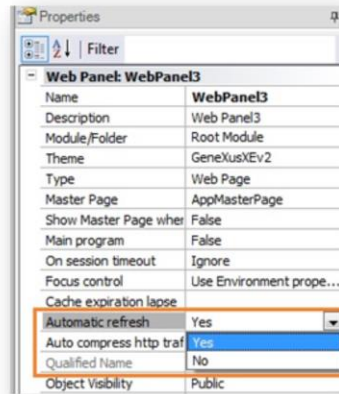 Properties
Filter
Web Panel: WebPanel3
Name WebPanel3
Description Web Panel3
Module/Folder Root Module
Theme GeneXusXEv2
Type Web Page
Master Page AppMasterPage
Show Master Page wher False
Main program False
On session timeout Ignore
Focus control Use Environment prope...
Cache expiration lapse
Automatic refresh Yes
Auto compress http traf Yes
Qualified Name No
Object Visibility Public